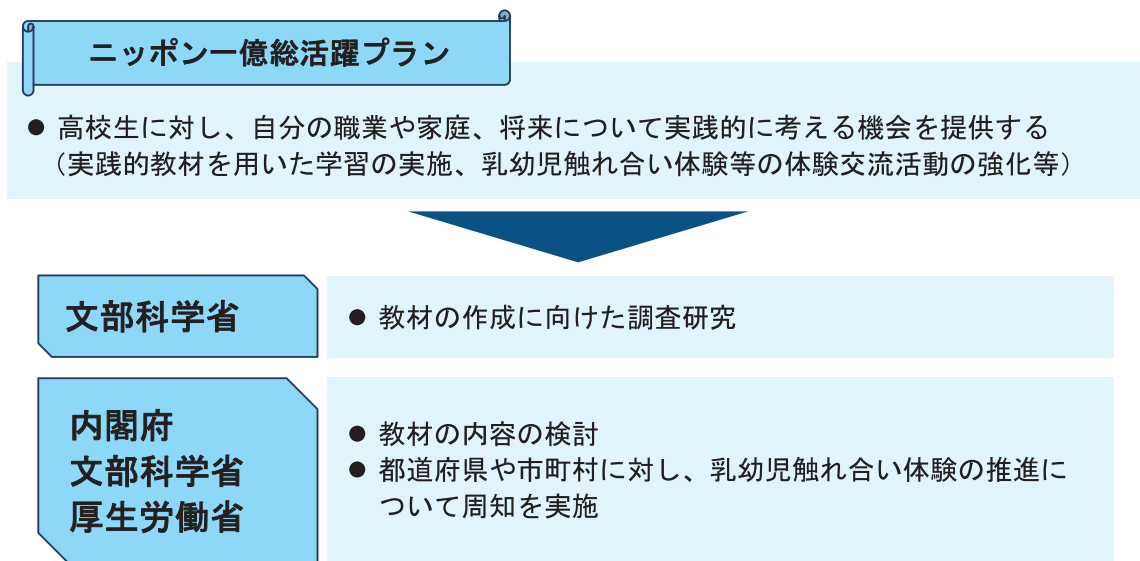 ニッポン一億総活躍プラン
● 高校生に対し、自分の職業や家庭、将来について実践的に考える機会を提供する
（実践的教材を用いた学習の実施、乳幼児触れ合い体験等の体験交流活動の強化等）
文部科学省
● 教材の作成に向けた調査研究
内閣府
文部科学省
厚生労働省
● 教材の内容の検討
● 都道府県や市町村に対し、乳幼児触れ合い体験の推進に
ついて周知を実施